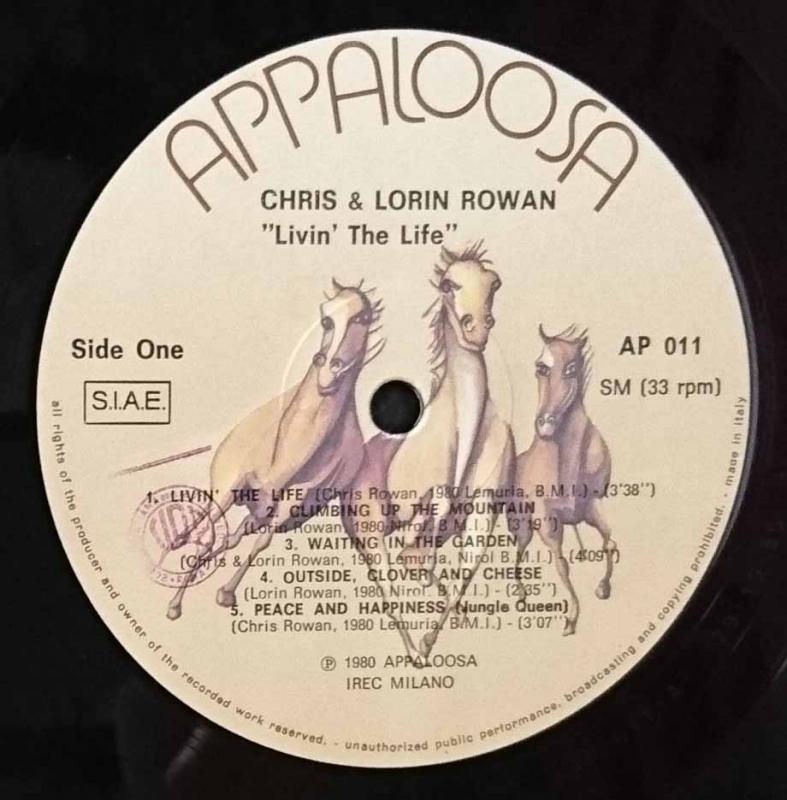 APPALOOSA
CHRIS & LORIN ROWAN
"Livin' The Life"
Side One
AP 011
S.I.A.E.
SM (33 rpm)
1. LIVIN' THE LIFE (Chris Rowan, 1980 Lemuria, B.M.I.) - (3'38")
2. CLIMBING UP THE MOUNTAIN
(Lorin Rowan, 1980 Nirol, B.M.I.) - (3'19")
3. WAITING IN THE GARDEN
(Chris & Lorin Rowan, 1980 Lemuria, Nirol B.M.I.) - (4'09")
4. OUTSIDE, CLOVER AND CHEESE
(Lorin Rowan, 1980 Nirol. B.M.I.) - (2'35")
5. PEACE AND HAPPINESS (Jungle Queen)
(Chris Rowan, 1980 Lemuria, B.M.I.) - (3'07")
℗ 1980 APPALOOSA
IREC MILANO
all rights of the producer and owner of the recorded work reserved. - unauthorized public performance, broadcasting and copying prohibited. - made in Italy